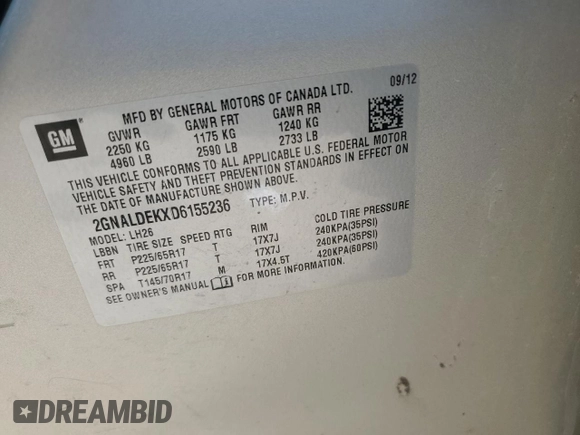 09/12
GM
MFD BY GENERAL MOTORS OF CANADA LTD.
GVWR GAWR FRT GAWR RR
2250 KG 1175 KG 1240 KG
4960 LB 2590 LB 2733 LB
THIS VEHICLE CONFORMS TO ALL APPLICABLE U.S. FEDERAL MOTOR
VEHICLE SAFETY AND THEFT PREVENTION STANDARDS IN EFFECT ON
THE DATE OF MANUFACTURE SHOWN ABOVE.
2GNALDEKXD6155236 TYPE: M.P.V.
MODEL: LH26
LBBN TIRE SIZE SPEED RTG RIM COLD TIRE PRESSURE
FRT P225/65R17 T 17X7J 240KPA(35PSI)
RR P225/65R17 T 17X7J 240KPA(35PSI)
SPA T145/70R17 M 17X4.5T 420KPA(60PSI)
SEE OWNER'S MANUAL FOR MORE INFORMATION.
DREAMBID